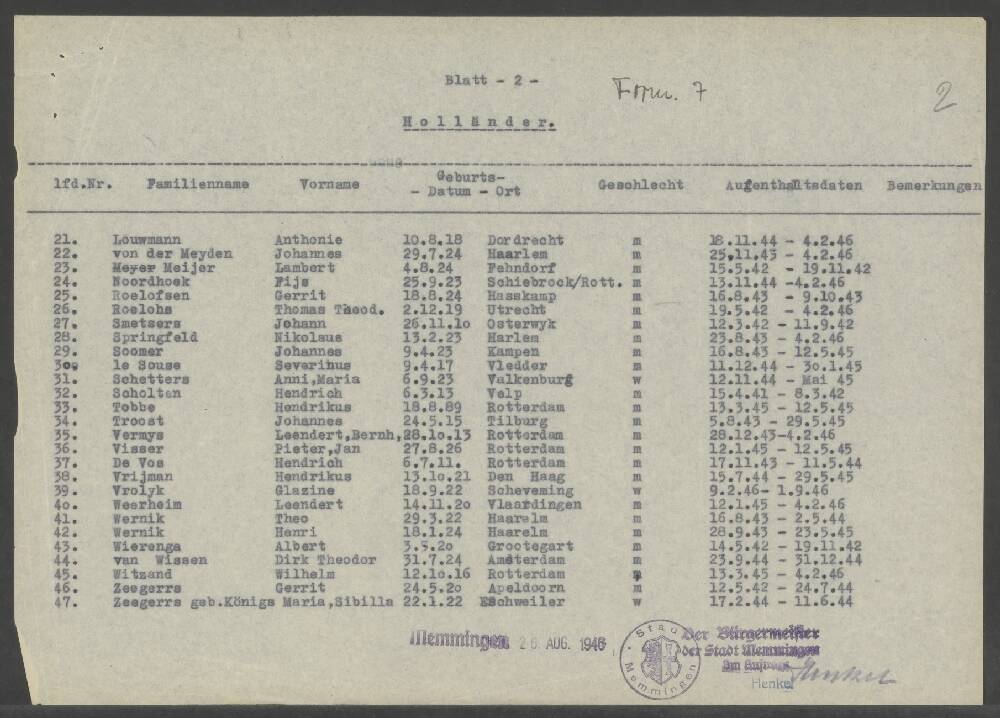 Blatt - 2 -
Form. 7
2
Holländer.
lfd.Nr. Familienname Vorname Geburts- - Datum - Ort Geschlecht Aufenthaltsdaten Bemerkungen
21. Louwmann Anthonie 10.8.18 Dordrecht m 18.11.44 - 4.2.46
22. von der Meyden Johannes 29.7.24 Haarlem m 25.11.43 - 4.2.46
23. Meyer Meijer Lambert 4.8.24 Fehndorf m 15.5.42 - 19.11.42
24. Noordhoek Fijs 25.9.23 Schiebrock/Rott. m 13.11.44 -4.2.46
25. Roelofsen Gerrit 18.8.24 Hasskamp m 16.8.43 - 9.10.43
26. Roelohs Thomas Theod. 2.12.19 Utrecht m 19.5.42 - 4.2.46
27. Smetsers Johann 26.11.1o Osterwyk m 12.3.42 - 11.9.42
28. Springfeld Nikolaus 13.2.23 Harlem m 23.8.43 - 4.2.46
29. Soomer Johannes 9.4.23 Kampen m 16.8.43 - 12.5.45
3o. le Souse Severinus 9.4.17 Vledder m 11.12.44 - 3o.1.45
31. Schetters Anni,Maria 6.9.23 Valkenburg w 12.11.44 - Mai 45
32. Scholten Hendrich 6.3.13 Velp m 15.4.41 - 8.3.42
33. Tobbe Hendrikus 18.8.89 Rotterdam m 13.3.45 - 12.5.45
34. Troost Johannes 24.5.15 Tilburg m 5.8.43 - 29.5.45
35. Vermys Leendert,Bernh, 28.1o.13 Rotterdam m 28.12.43-4.2.46
36. Visser Pieter,Jan 27.8.26 Rotterdam m 12.1.45 - 12.5.45
37. De Vos Hendrich 6.7.11. Rotterdam m 17.11.43 - 11.5.44
38. Vrijman Hendrikus 13.1o.21 Den Haag m 15.7.44 - 29.5.45
39. Vrolyk Glazine 18.9.22 Scheveming w 9.2.46- 1.9.46
4o. Weerheim Leendert 14.11.2o Vlaardingen m 12.1.45 - 4.2.46
41. Wernik Theo 29.3.22 Haarelm m 16.8.43 - 2.5.44
42. Wernik Henri 18.1.24 Haarelm m 28.9.43 - 23.5.45
43. Wierenga Albert 3.5.2o Grootegart m 14.5.42 - 19.11.42
44. van Wissen Dirk Theodor 31.7.24 Amsterdam m 23.9.44 - 31.12.44
45. Witzand Wilhelm 12.1o.16 Rotterdam m 13.3.45 - 4.2.46
46. Zeegerrs Gerrit 24.5.2o Apeldoorn m 12.5.42 - 24.7.44
47. Zeegerrs geb.Königs Maria,Sibilla 22.1.22 Eschweiler w 17.2.44 - 11.6.44
Memmingen 26. AUG. 1946
Stadt Memmingen
Der Bürgermeister
der Stadt Memmingen
Im Auftrag
Henkel Henkel